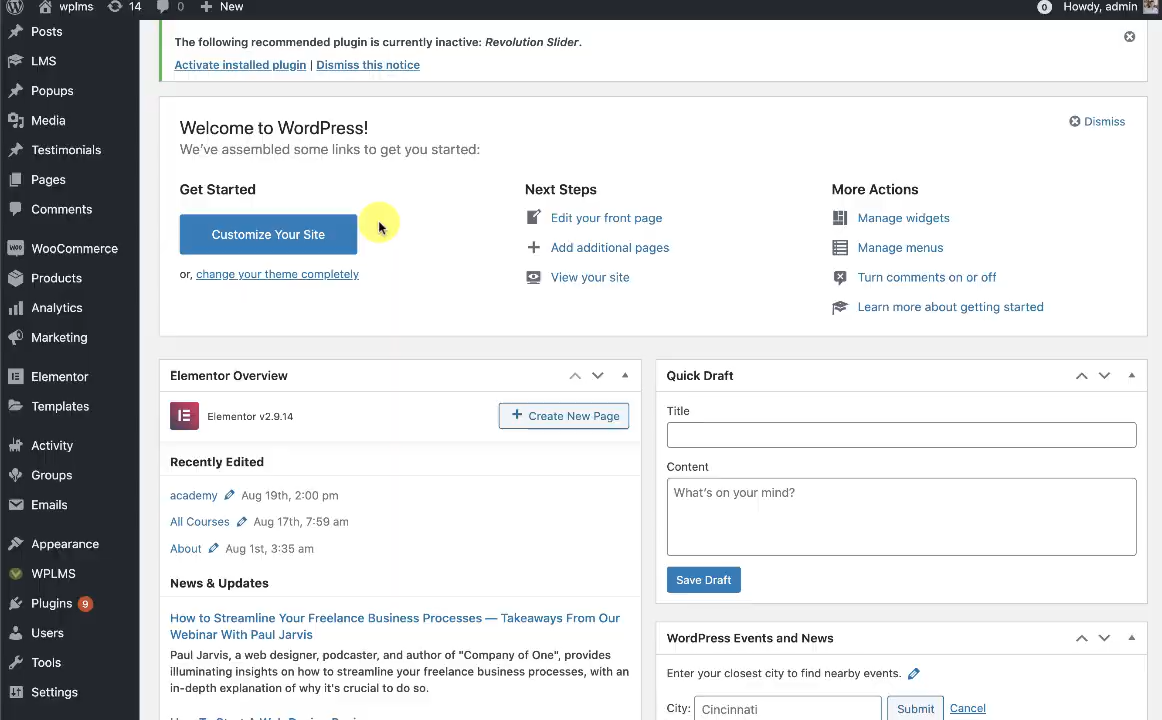 wplms 14 0 New 0 Howdy, admin
Posts
LMS
Popups
Media
Testimonials
Pages
Comments
WooCommerce
Products
Analytics
Marketing
Elementor
Templates
Activity
Groups
Emails
Appearance
WPLMS
Plugins 9
Users
Tools
Settings
The following recommended plugin is currently inactive: Revolution Slider.
Activate installed plugin | Dismiss this notice
Welcome to WordPress!
Dismiss
We've assembled some links to get you started:
Get Started
Customize Your Site
or, change your theme completely
Next Steps
Edit your front page
Add additional pages
View your site
More Actions
Manage widgets
Manage menus
Turn comments on or off
Learn more about getting started
Elementor Overview
Elementor v2.9.14
Create New Page
Recently Edited
academy Aug 19th, 2:00 pm
All Courses Aug 17th, 7:59 am
About Aug 1st, 3:35 am
News & Updates
How to Streamline Your Freelance Business Processes — Takeaways From Our
Webinar With Paul Jarvis
Paul Jarvis, a web designer, podcaster, and author of "Company of One", provides
illuminating insights on how to streamline your freelance business processes, with an
in-depth explanation of why it's crucial to do so.
Quick Draft
Title
Content
What's on your mind?
Save Draft
WordPress Events and News
Enter your closest city to find nearby events.
City: Cincinnati Submit Cancel